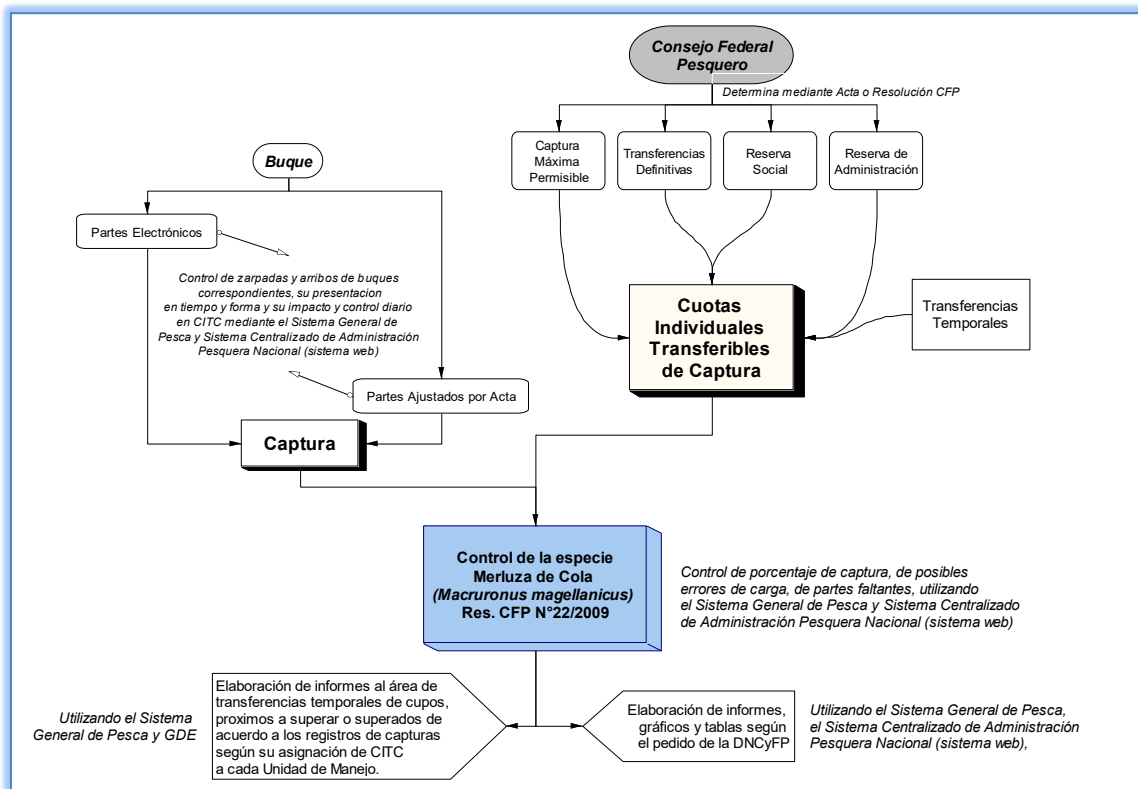 Consejo Federal
Pesquero
Determina mediante Acta o Resolución CFP
Captura
Máxima
Permisible
Transferencias
Definitivas
Reserva
Social
Reserva de
Administración
Buque
Partes Electrónicos
Control de zarpadas y arribos de buques
correspondientes, su presentacion
en tiempo y forma y su impacto y control diario
en CITC mediante el Sistema General de
Pesca y Sistema Centralizado de Administración
Pesquera Nacional (sistema web)
Partes Ajustados por Acta
Captura
Cuotas
Individuales
Transferibles
de Captura
Transferencias
Temporales
Control de la especie
Merluza de Cola
(Macruronus magellanicus)
Res. CFP N°22/2009
Control de porcentaje de captura, de posibles
errores de carga, de partes faltantes, utilizando
el Sistema General de Pesca y Sistema Centralizado
de Administración Pesquera Nacional (sistema web)
Utilizando el Sistema
General de Pesca y GDE
Elaboración de informes al área de
transferencias temporales de cupos,
proximos a superar o superados de
acuerdo a los registros de capturas
según su asignación de CITC
a cada Unidad de Manejo.
Elaboración de informes,
gráficos y tablas según
el pedido de la DNCyFP
Utilizando el Sistema General de Pesca,
el Sistema Centralizado de Administración
Pesquera Nacional (sistema web),